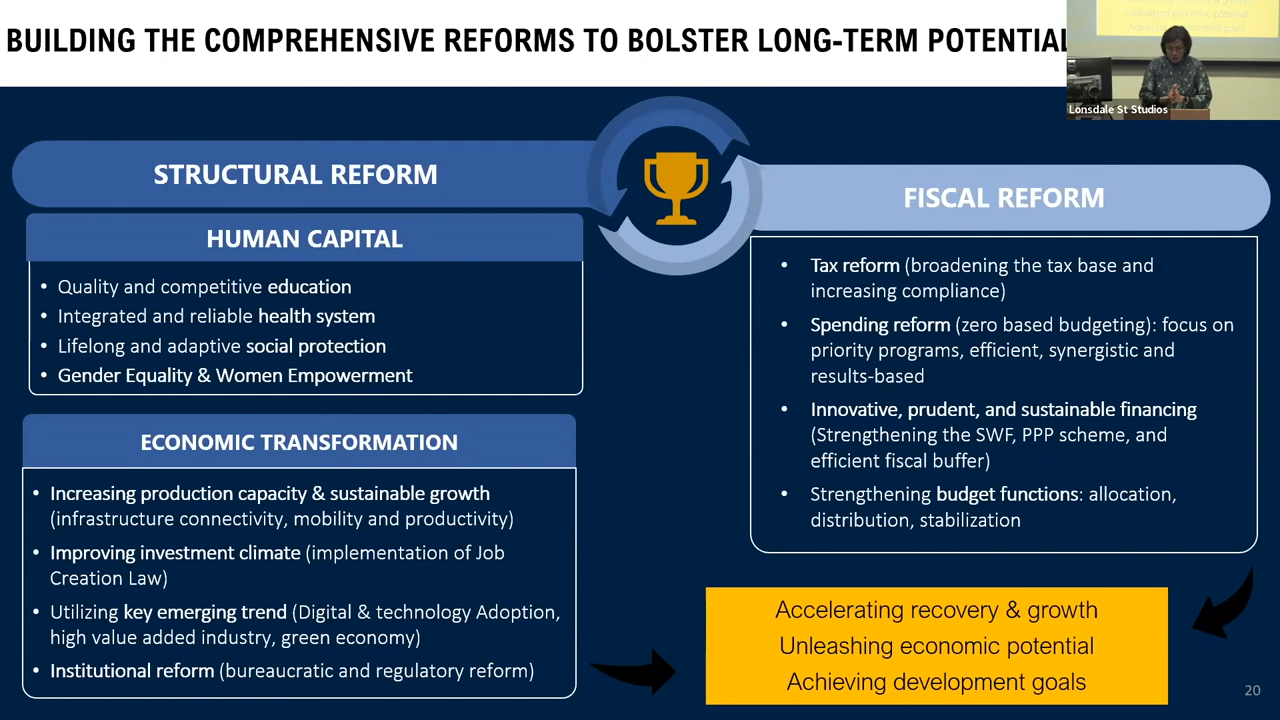 BUILDING THE COMPREHENSIVE REFORMS TO BOLSTER LONG-TERM POTENTIAL
Unleashing economic potential
Lonsdale St Studios
STRUCTURAL REFORM
HUMAN CAPITAL
• Quality and competitive education
• Integrated and reliable health system
• Lifelong and adaptive social protection
• Gender Equality & Women Empowerment
ECONOMIC TRANSFORMATION
• Increasing production capacity & sustainable growth
(infrastructure connectivity, mobility and productivity)
• Improving investment climate (implementation of Job
Creation Law)
• Utilizing key emerging trend (Digital & technology Adoption,
high value added industry, green economy)
• Institutional reform (bureaucratic and regulatory reform)
FISCAL REFORM
• Tax reform (broadening the tax base and
increasing compliance)
• Spending reform (zero based budgeting): focus on
priority programs, efficient, synergistic and
results-based
• Innovative, prudent, and sustainable financing
(Strengthening the SWF, PPP scheme, and
efficient fiscal buffer)
• Strengthening budget functions: allocation,
distribution, stabilization
Accelerating recovery & growth
Unleashing economic potential
Achieving development goals
20